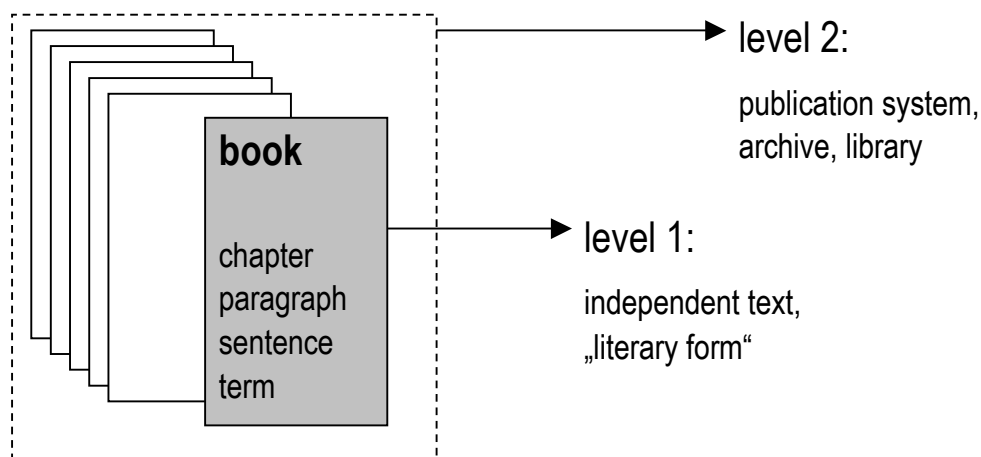 level 2:
publication system,
archive, library
book
chapter
paragraph
sentence
term
level 1:
independent text,
„literary form“